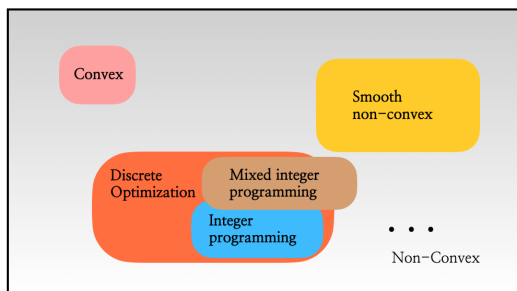 Convex
Smooth
non-convex
Discrete
Optimization
Mixed integer
programming
Integer
programming
• • •
Non-Convex